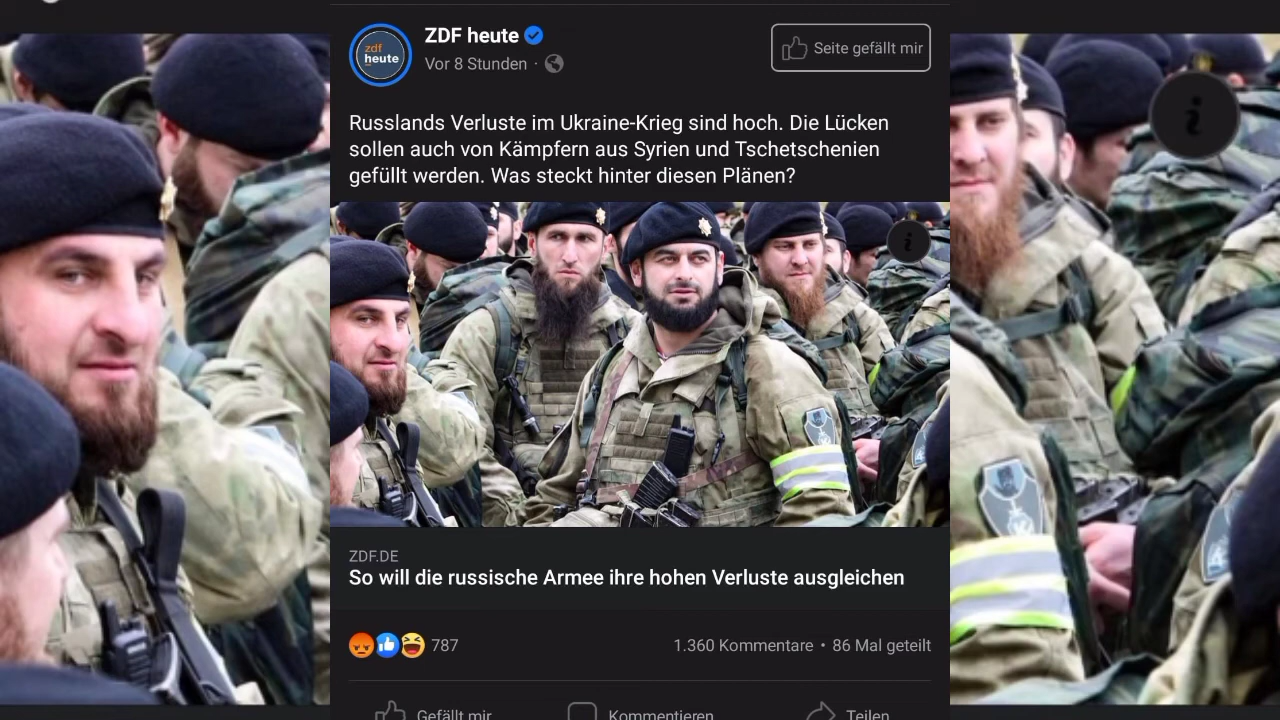 ZDF heute
Vor 8 Stunden ·
zdf
heute
Seite gefällt mir
Russlands Verluste im Ukraine-Krieg sind hoch. Die Lücken
sollen auch von Kämpfern aus Syrien und Tschetschenien
gefüllt werden. Was steckt hinter diesen Plänen?
i
i
ZDF.DE
So will die russische Armee ihre hohen Verluste ausgleichen
787
1.360 Kommentare • 86 Mal geteilt
Gefällt mir
Kommentieren
Teilen